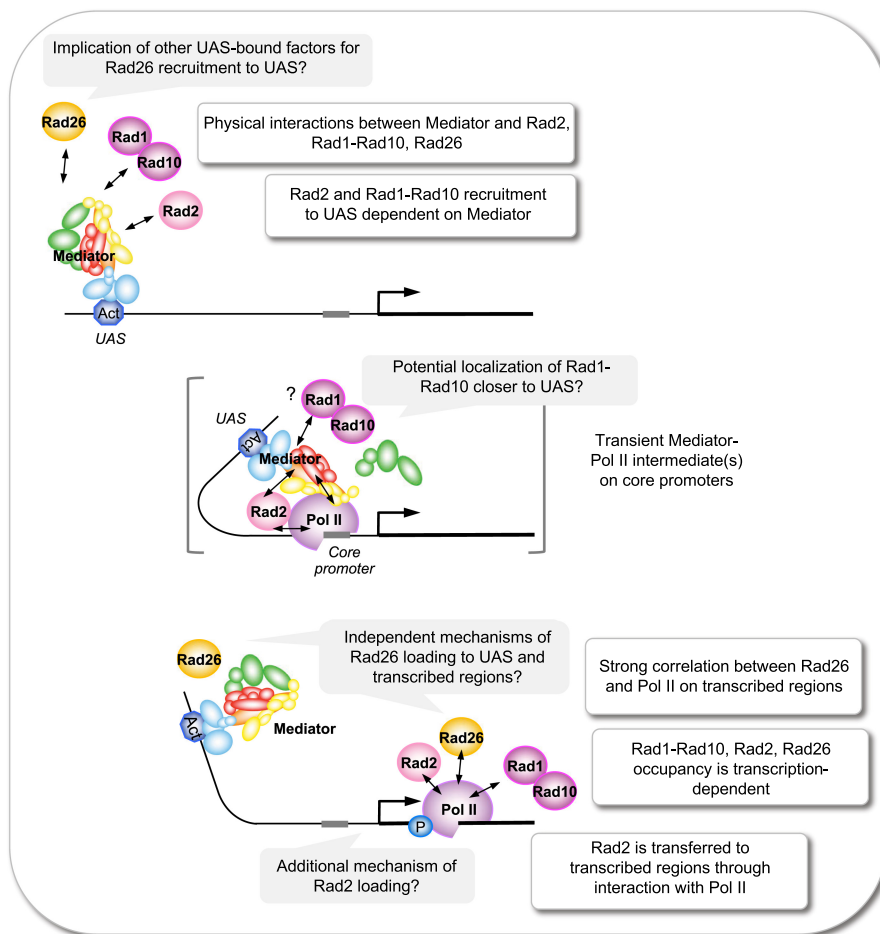 Implication of other UAS-bound factors for
Rad26 recruitment to UAS?
Rad26
Rad1
Rad10
Physical interactions between Mediator and Rad2,
Rad1-Rad10, Rad26
Rad2
Rad2 and Rad1-Rad10 recruitment
to UAS dependent on Mediator
Mediator
Act
UAS
Potential localization of Rad1-
Rad10 closer to UAS?
?
Rad1
Rad10
UAS
Act
Mediator
Rad2
Pol II
Core
promoter
Transient Mediator-
Pol II intermediate(s)
on core promoters
Independent mechanisms of
Rad26 loading to UAS and
transcribed regions?
Rad26
Mediator
Act
Strong correlation between Rad26
and Pol II on transcribed regions
Rad26
Rad2
Rad1
Rad10
Pol II
P
Rad1-Rad10, Rad2, Rad26
occupancy is transcription-
dependent
Additional mechanism of
Rad2 loading?
Rad2 is transferred to
transcribed regions through
interaction with Pol II